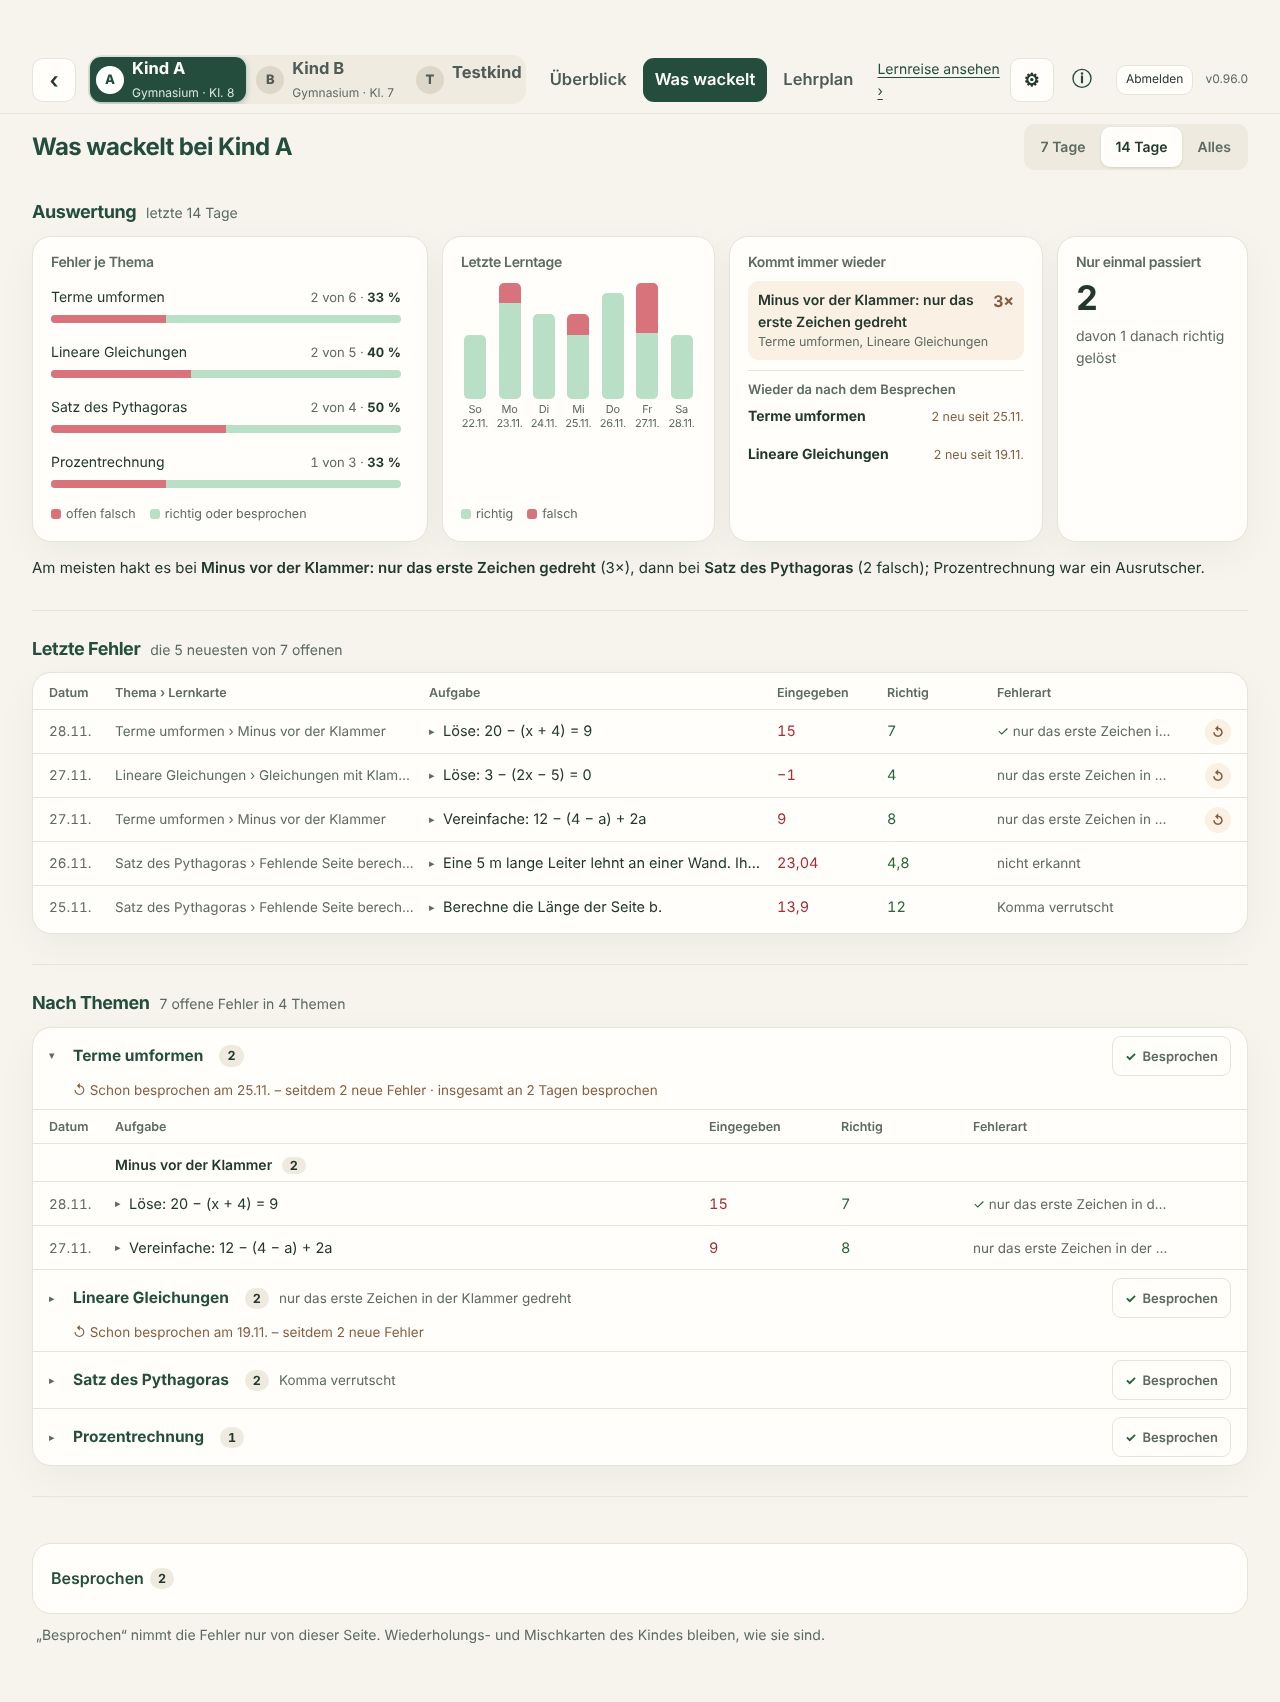 ‹
A Kind A
Gymnasium · Kl. 8
B Kind B
Gymnasium · Kl. 7
T Testkind
Überblick
Was wackelt
Lehrplan
Lernreise ansehen
›
Abmelden
v0.96.0
Was wackelt bei Kind A
7 Tage 14 Tage Alles
Auswertung letzte 14 Tage
Fehler je Thema
Terme umformen 2 von 6 · 33 %
Lineare Gleichungen 2 von 5 · 40 %
Satz des Pythagoras 2 von 4 · 50 %
Prozentrechnung 1 von 3 · 33 %
offen falsch richtig oder besprochen
Letzte Lerntage
So Mo Di Mi Do Fr Sa
22.11. 23.11. 24.11. 25.11. 26.11. 27.11. 28.11.
richtig falsch
Kommt immer wieder
Minus vor der Klammer: nur das 3×
erste Zeichen gedreht
Terme umformen, Lineare Gleichungen
Wieder da nach dem Besprechen
Terme umformen 2 neu seit 25.11.
Lineare Gleichungen 2 neu seit 19.11.
Nur einmal passiert
2
davon 1 danach richtig
gelöst
Am meisten hakt es bei Minus vor der Klammer: nur das erste Zeichen gedreht (3×), dann bei Satz des Pythagoras (2 falsch); Prozentrechnung war ein Ausrutscher.
Letzte Fehler die 5 neuesten von 7 offenen
Datum Thema › Lernkarte Aufgabe Eingegeben Richtig Fehlerart
28.11. Terme umformen › Minus vor der Klammer ▸ Löse: 20 − (x + 4) = 9 15 7 ✓ nur das erste Zeichen i...
27.11. Lineare Gleichungen › Gleichungen mit Klam... ▸ Löse: 3 − (2x − 5) = 0 −1 4 nur das erste Zeichen in ...
27.11. Terme umformen › Minus vor der Klammer ▸ Vereinfache: 12 − (4 − a) + 2a 9 8 nur das erste Zeichen in ...
26.11. Satz des Pythagoras › Fehlende Seite berech... ▸ Eine 5 m lange Leiter lehnt an einer Wand. Ih... 23,04 4,8 nicht erkannt
25.11. Satz des Pythagoras › Fehlende Seite berech... ▸ Berechne die Länge der Seite b. 13,9 12 Komma verrutscht
Nach Themen 7 offene Fehler in 4 Themen
▾ Terme umformen 2 ✓ Besprochen
↺ Schon besprochen am 25.11. – seitdem 2 neue Fehler · insgesamt an 2 Tagen besprochen
Datum Aufgabe Eingegeben Richtig Fehlerart
Minus vor der Klammer 2
28.11. ▸ Löse: 20 − (x + 4) = 9 15 7 ✓ nur das erste Zeichen in d...
27.11. ▸ Vereinfache: 12 − (4 − a) + 2a 9 8 nur das erste Zeichen in der ...
▸ Lineare Gleichungen 2 nur das erste Zeichen in der Klammer gedreht ✓ Besprochen
↺ Schon besprochen am 19.11. – seitdem 2 neue Fehler
▸ Satz des Pythagoras 2 Komma verrutscht ✓ Besprochen
▸ Prozentrechnung 1 ✓ Besprochen
Besprochen 2
„Besprochen“ nimmt die Fehler nur von dieser Seite. Wiederholungs- und Mischkarten des Kindes bleiben, wie sie sind.